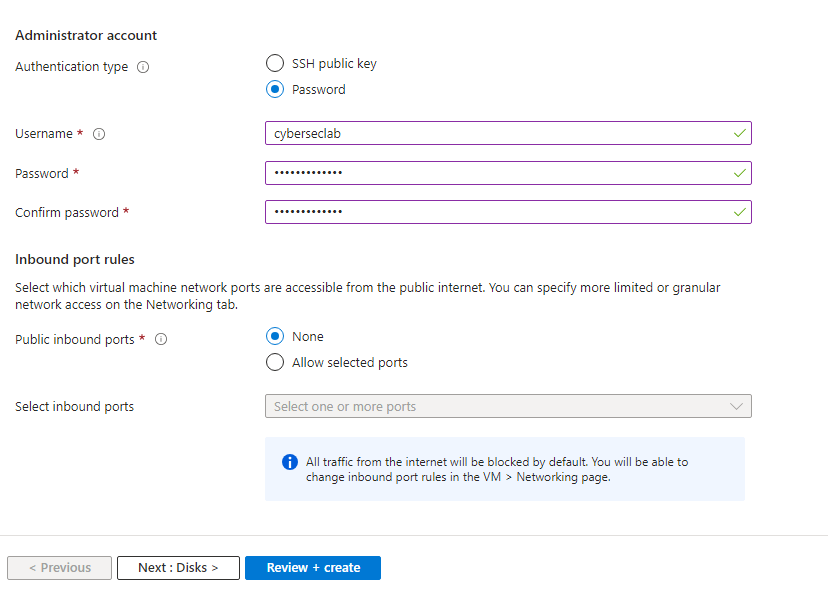 Administrator account
Authentication type
SSH public key
Password
Username *
cyberseclab
Password *
•••••••••••••
Confirm password *
•••••••••••••
Inbound port rules
Select which virtual machine network ports are accessible from the public internet. You can specify more limited or granular
network access on the Networking tab.
Public inbound ports *
None
Allow selected ports
Select inbound ports
Select one or more ports
All traffic from the internet will be blocked by default. You will be able to
change inbound port rules in the VM > Networking page.
< Previous
Next : Disks >
Review + create